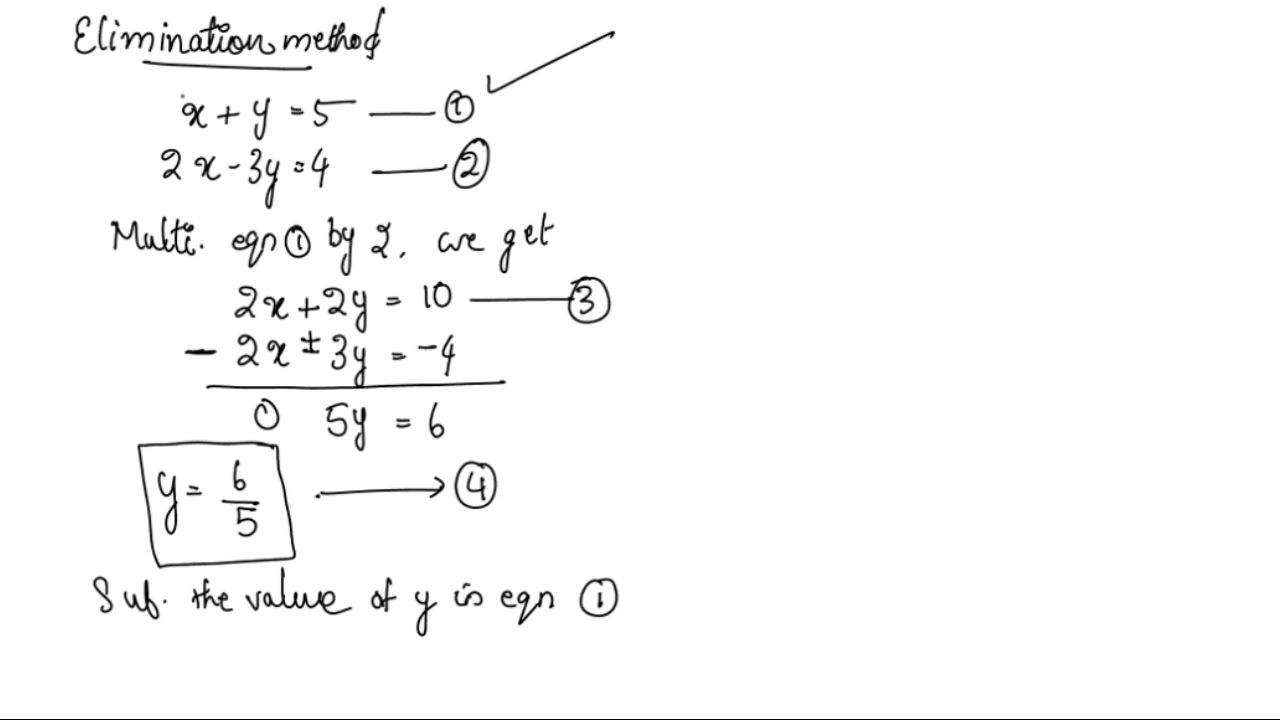 Elimination method
x + y = 5 —— ①
2x - 3y = 4 —— ②
Multi. eqn ① by 2, we get
2x + 2y = 10 —— ③
- 2x ± 3y = -4
0 5y = 6
y = 6/5 → ④
Sub. the value of y in eqn ①